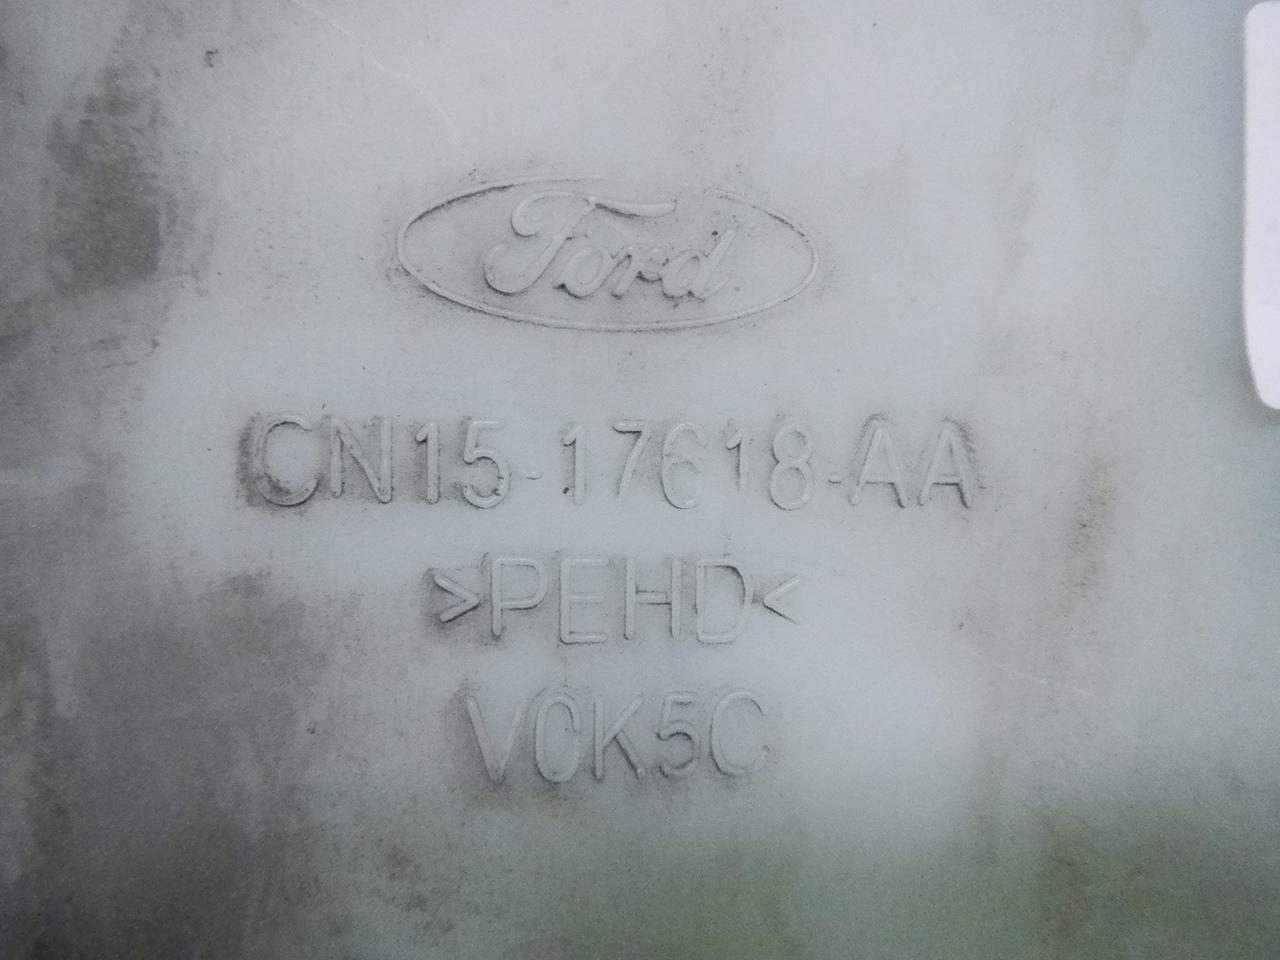 Ford
CN15-17618-AA
>PEHD<
V0K5C